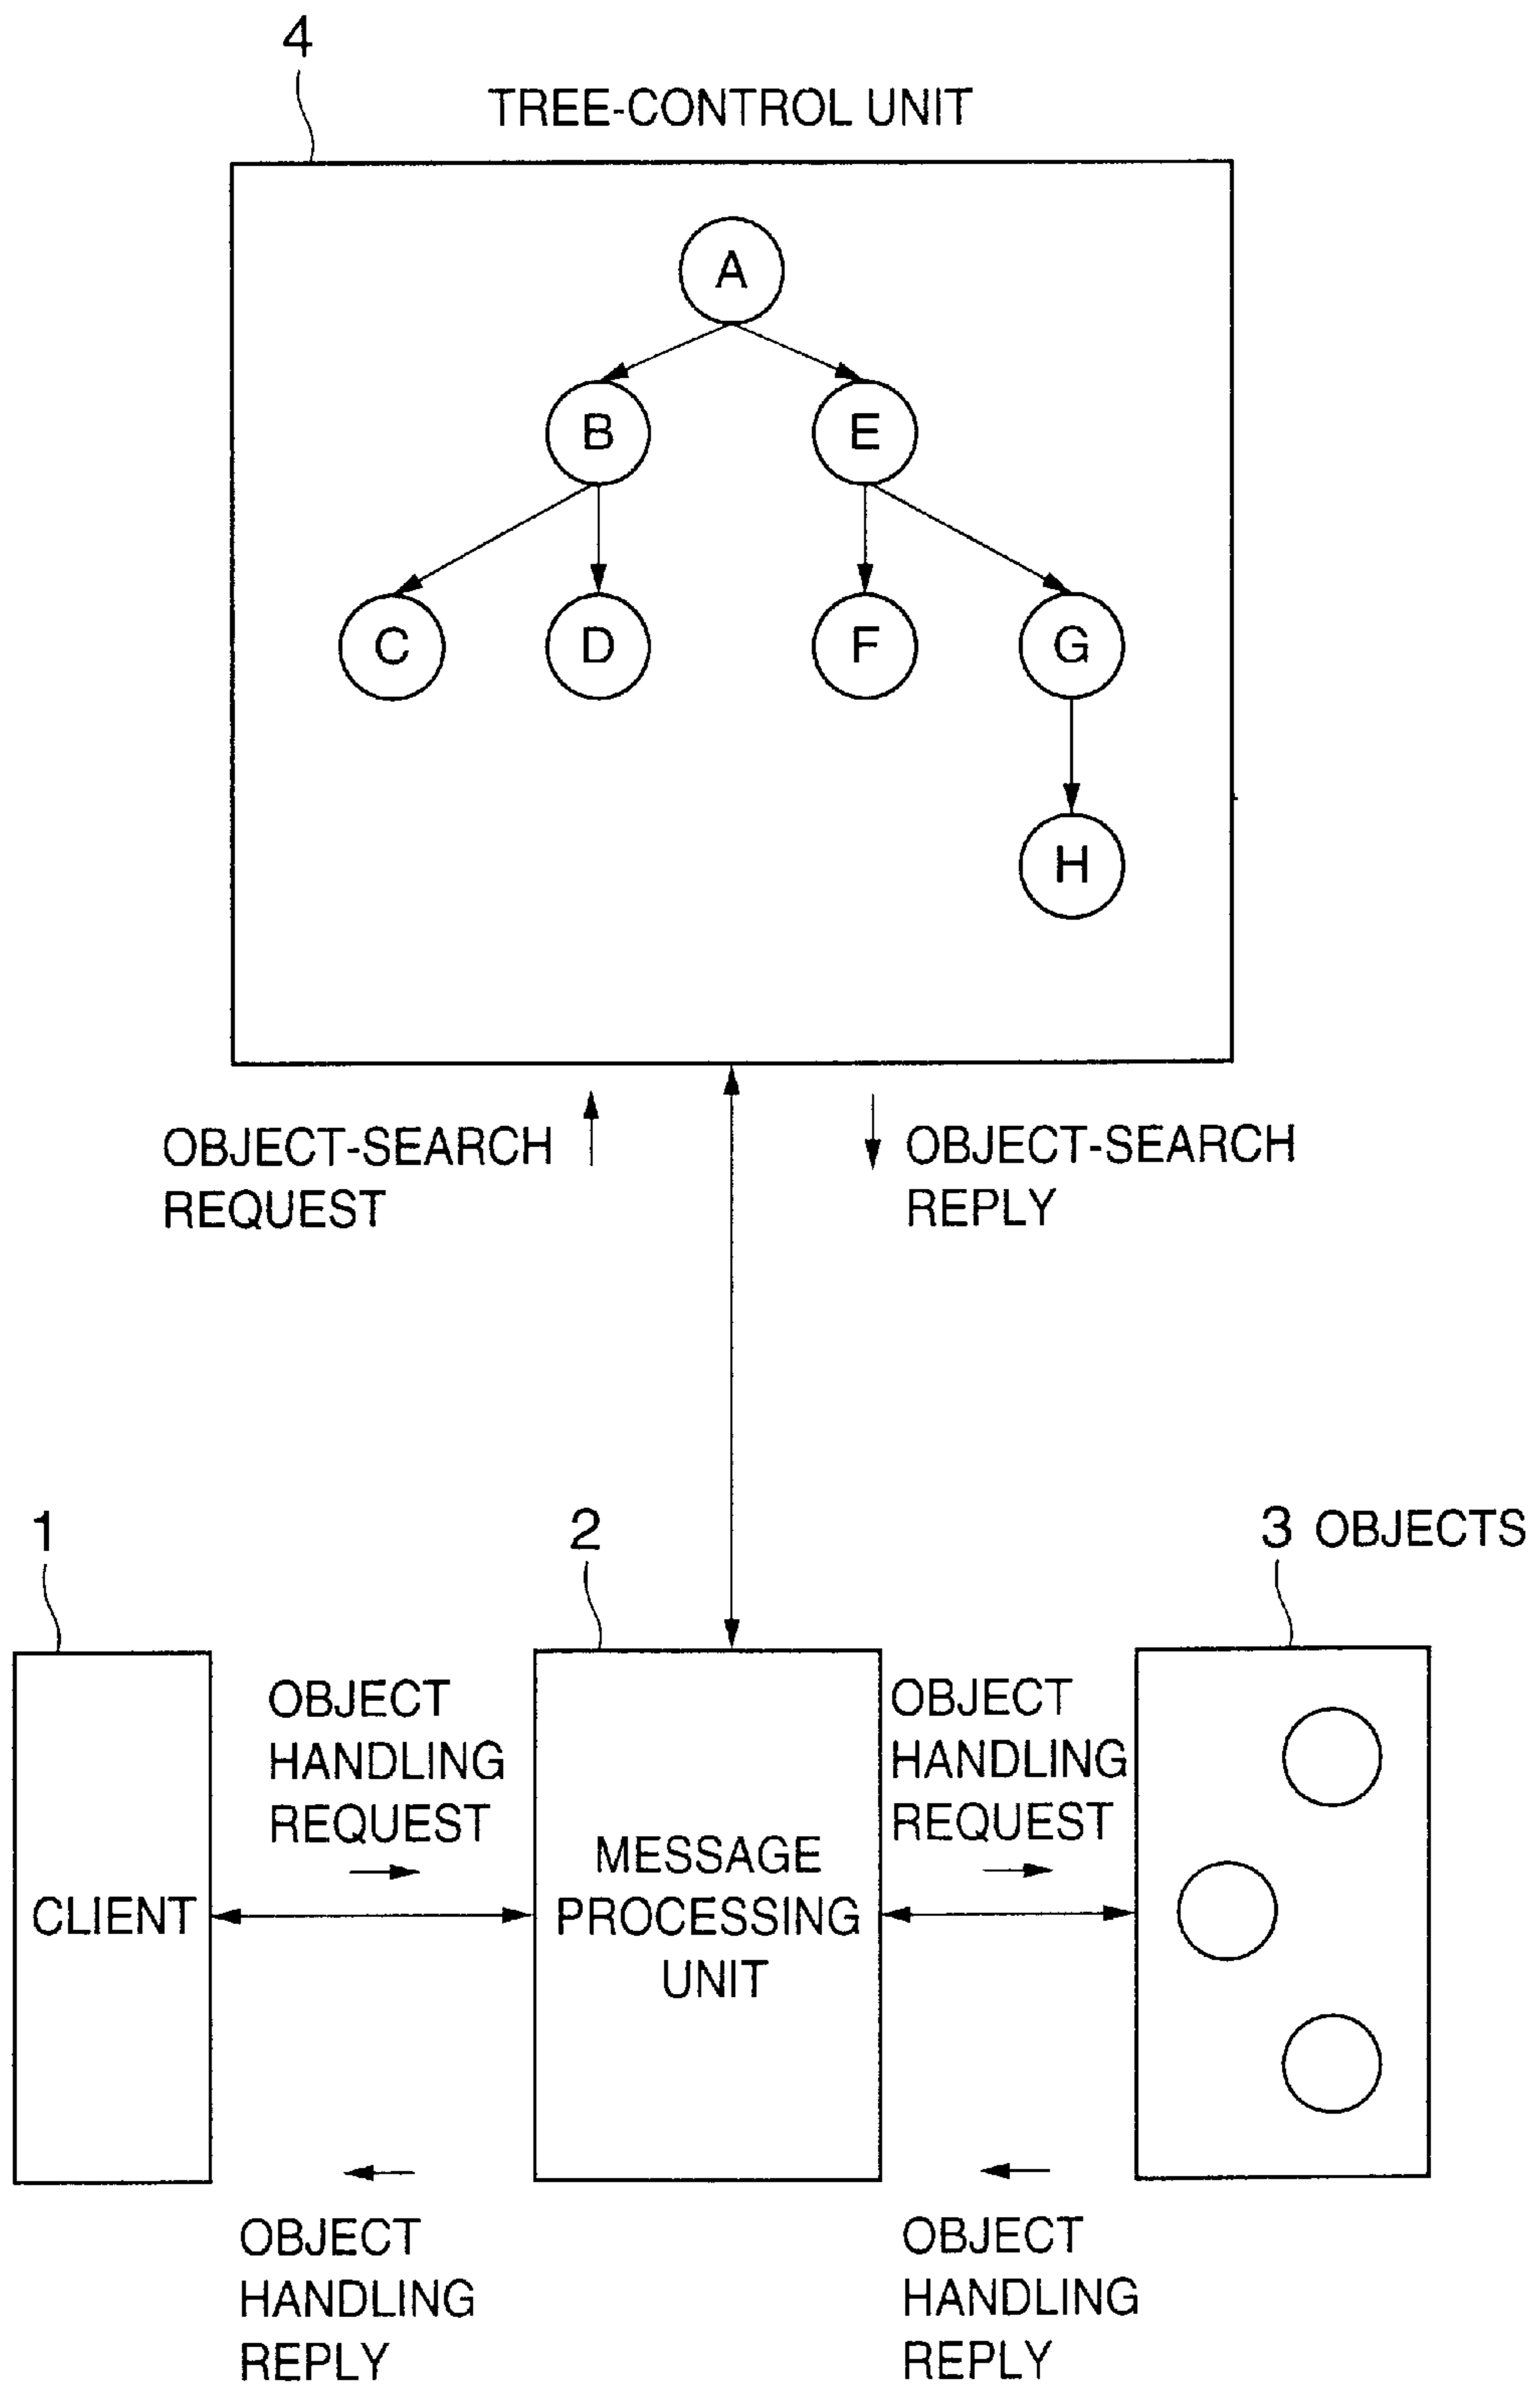 4
TREE-CONTROL UNIT
A
B
E
C
D
F
G
H
OBJECT-SEARCH
REQUEST
OBJECT-SEARCH
REPLY
1
2
3 OBJECTS
OBJECT
HANDLING
REQUEST
OBJECT
HANDLING
REQUEST
CLIENT
MESSAGE
PROCESSING
UNIT
OBJECT
HANDLING
REPLY
OBJECT
HANDLING
REPLY